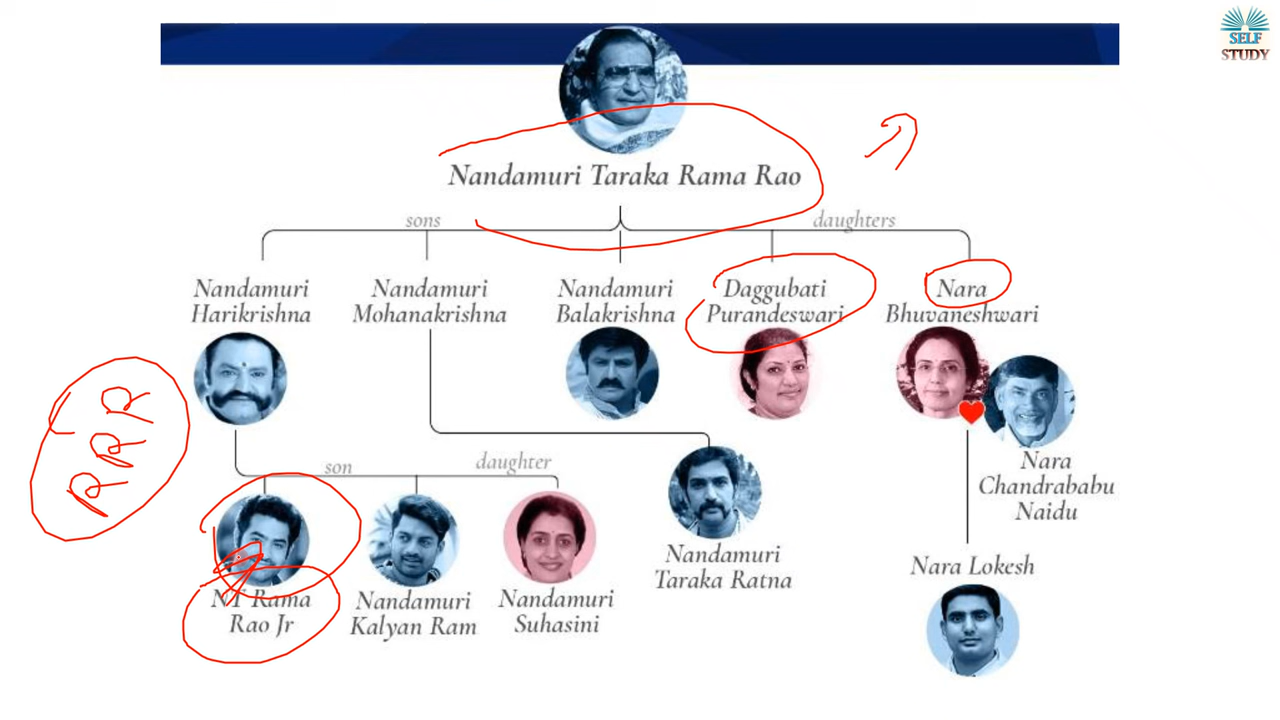 SELF
STUDY
Nandamuri Taraka Rama Rao
sons
daughters
Nandamuri
Harikrishna
Nandamuri
Mohanakrishna
Nandamuri
Balakrishna
Daggubati
Purandeswari
Nara
Bhuvaneshwari
RRR
Nara
Chandrababu
Naidu
son
daughter
NT Rama
Rao Jr
Nandamuri
Kalyan Ram
Nandamuri
Suhasini
Nandamuri
Taraka Ratna
Nara Lokesh